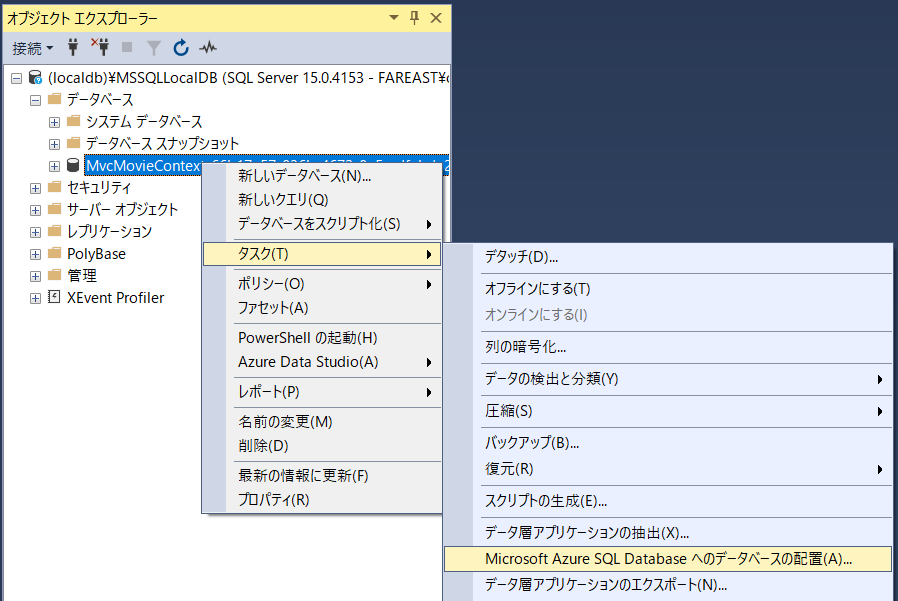 オブジェクト エクスプローラー
接続
(localdb)¥MSSQLLocalDB (SQL Server 15.0.4153 - FAREAST¥
データベース
システム データベース
データベース スナップショット
MvcMovieContext
セキュリティ
サーバー オブジェクト
レプリケーション
PolyBase
管理
XEvent Profiler
新しいデータベース(N)...
新しいクエリ(Q)
データベースをスクリプト化(S)
タスク(T)
ポリシー(O)
ファセット(A)
PowerShell の起動(H)
Azure Data Studio(A)
レポート(P)
名前の変更(M)
削除(D)
最新の情報に更新(F)
プロパティ(R)
デタッチ(D)...
オフラインにする(T)
オンラインにする(I)
列の暗号化...
データの検出と分類(Y)
圧縮(S)
バックアップ(B)...
復元(R)
スクリプトの生成(E)...
データ層アプリケーションの抽出(X)...
Microsoft Azure SQL Database へのデータベースの配置(A)...
データ層アプリケーションのエクスポート(N)...